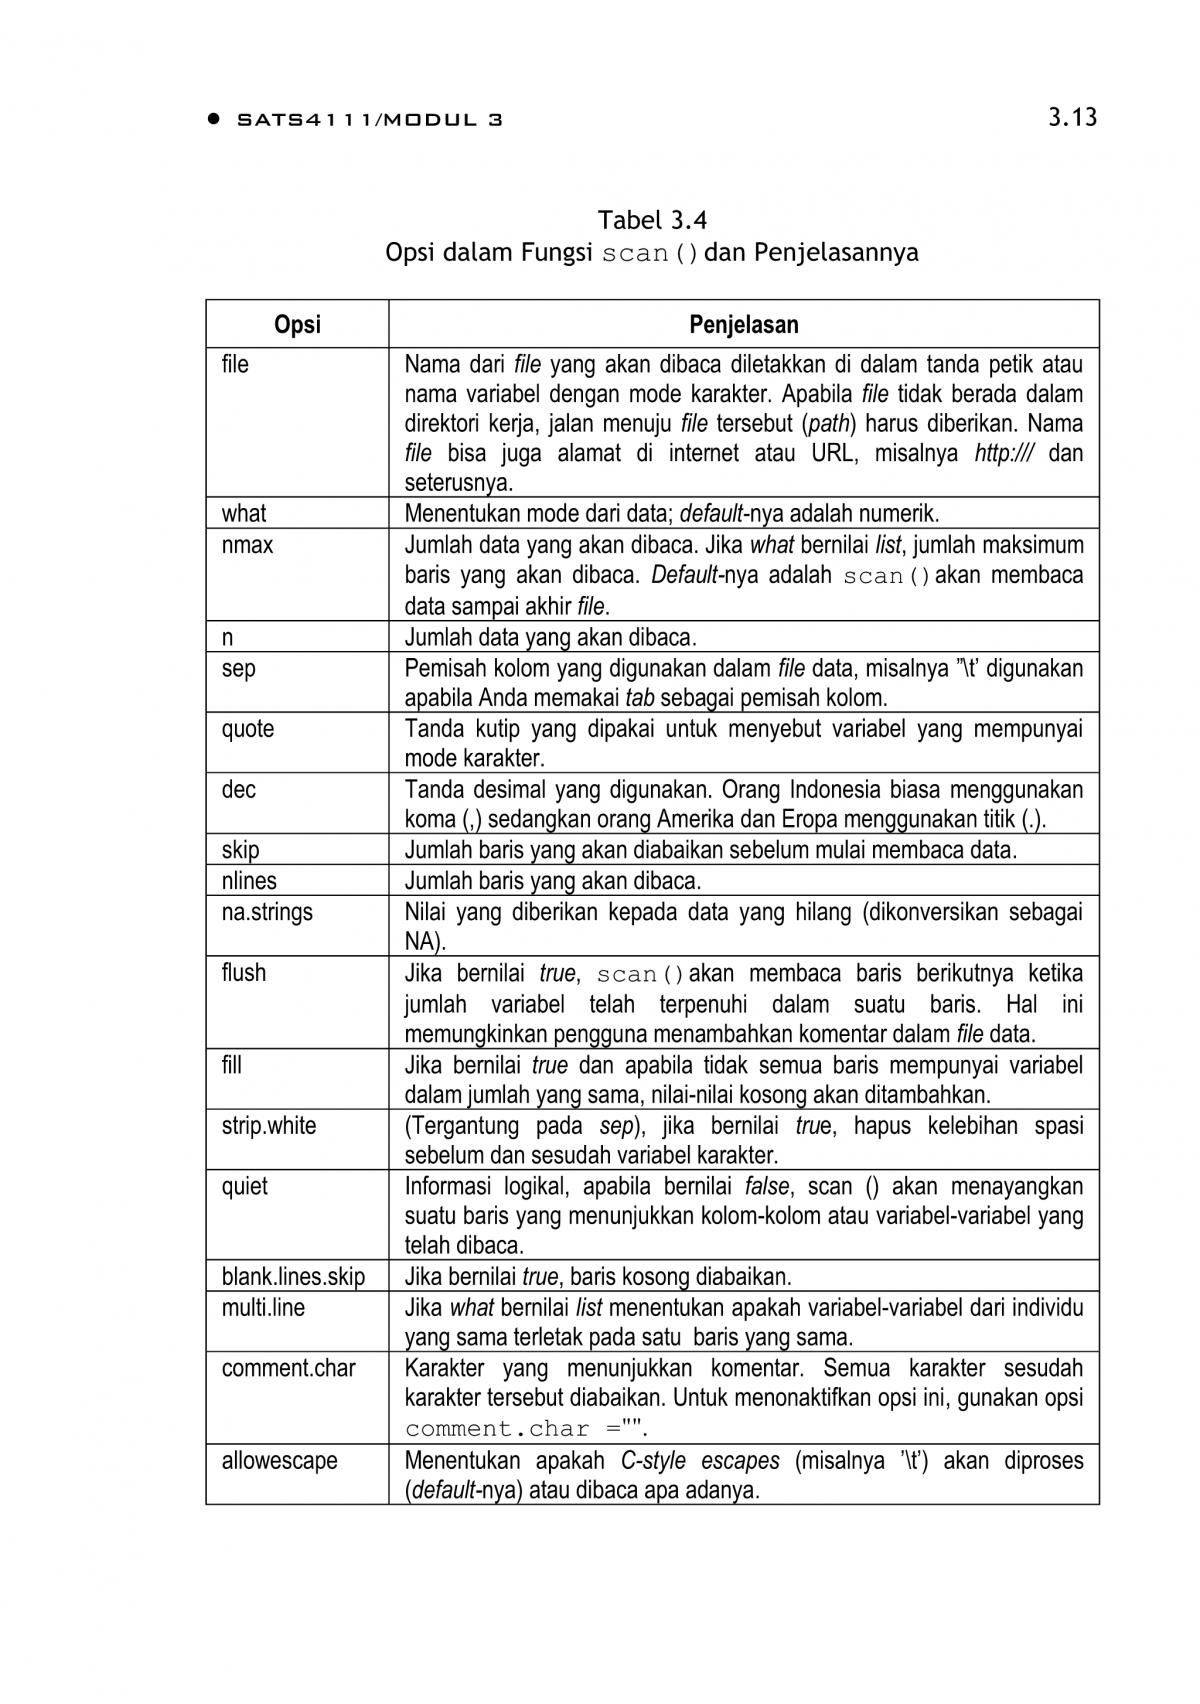 ● SATS4111/MODUL 3 3.13
Tabel 3.4
Opsi dalam Fungsi scan()dan Penjelasannya
Opsi Penjelasan
file Nama dari file yang akan dibaca diletakkan di dalam tanda petik atau
nama variabel dengan mode karakter. Apabila file tidak berada dalam
direktori kerja, jalan menuju file tersebut (path) harus diberikan. Nama
file bisa juga alamat di internet atau URL, misalnya http:/// dan
seterusnya.
what Menentukan mode dari data; default-nya adalah numerik.
nmax Jumlah data yang akan dibaca. Jika what bernilai list, jumlah maksimum
baris yang akan dibaca. Default-nya adalah scan()akan membaca
data sampai akhir file.
n Jumlah data yang akan dibaca.
sep Pemisah kolom yang digunakan dalam file data, misalnya ”\t’ digunakan
apabila Anda memakai tab sebagai pemisah kolom.
quote Tanda kutip yang dipakai untuk menyebut variabel yang mempunyai
mode karakter.
dec Tanda desimal yang digunakan. Orang Indonesia biasa menggunakan
koma (,) sedangkan orang Amerika dan Eropa menggunakan titik (.).
skip Jumlah baris yang akan diabaikan sebelum mulai membaca data.
nlines Jumlah baris yang akan dibaca.
na.strings Nilai yang diberikan kepada data yang hilang (dikonversikan sebagai
NA).
flush Jika bernilai true, scan()akan membaca baris berikutnya ketika
jumlah variabel telah terpenuhi dalam suatu baris. Hal ini
memungkinkan pengguna menambahkan komentar dalam file data.
fill Jika bernilai true dan apabila tidak semua baris mempunyai variabel
dalam jumlah yang sama, nilai-nilai kosong akan ditambahkan.
strip.white (Tergantung pada sep), jika bernilai true, hapus kelebihan spasi
sebelum dan sesudah variabel karakter.
quiet Informasi logikal, apabila bernilai false, scan () akan menayangkan
suatu baris yang menunjukkan kolom-kolom atau variabel-variabel yang
telah dibaca.
blank.lines.skip Jika bernilai true, baris kosong diabaikan.
multi.line Jika what bernilai list menentukan apakah variabel-variabel dari individu
yang sama terletak pada satu baris yang sama.
comment.char Karakter yang menunjukkan komentar. Semua karakter sesudah
karakter tersebut diabaikan. Untuk menonaktifkan opsi ini, gunakan opsi
comment.char ="".
allowescape Menentukan apakah C-style escapes (misalnya ’\t’) akan diproses
(default-nya) atau dibaca apa adanya.